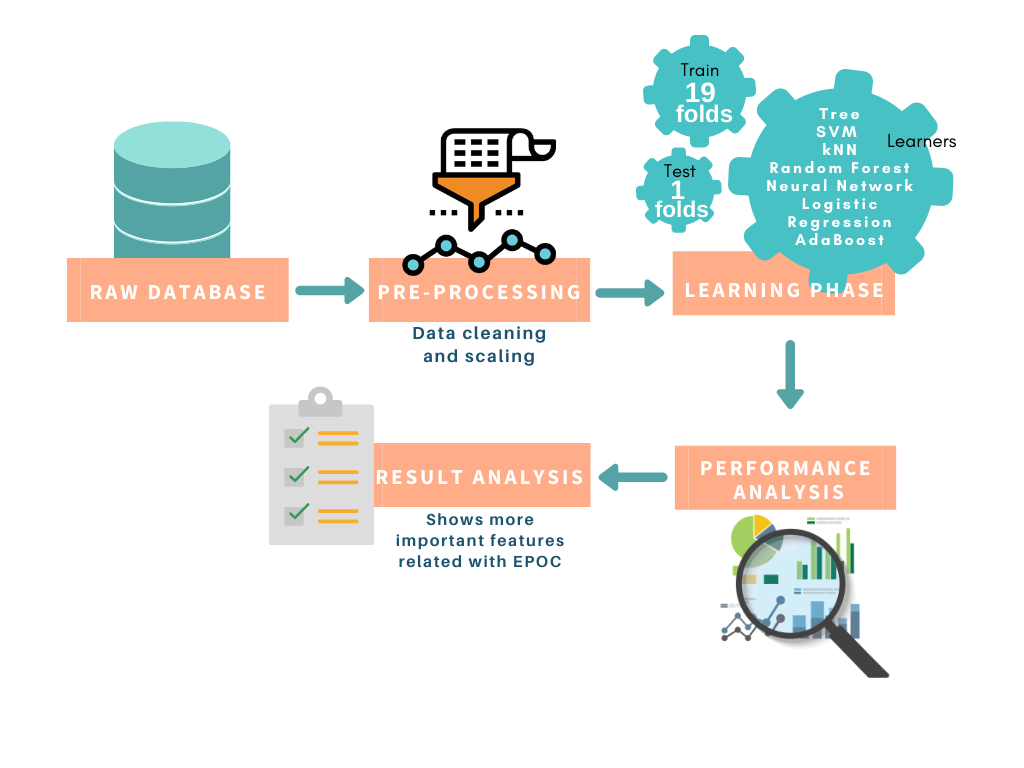 Train
19
folds
Test
1
folds
Tree
SVM
kNN
Random Forest
Neural Network
Logistic
Regression
AdaBoost
Learners
RAW DATABASE
PRE-PROCESSING
LEARNING PHASE
Data cleaning
and scaling
PERFORMANCE
ANALYSIS
RESULT ANALYSIS
Shows more
important features
related with EPOC